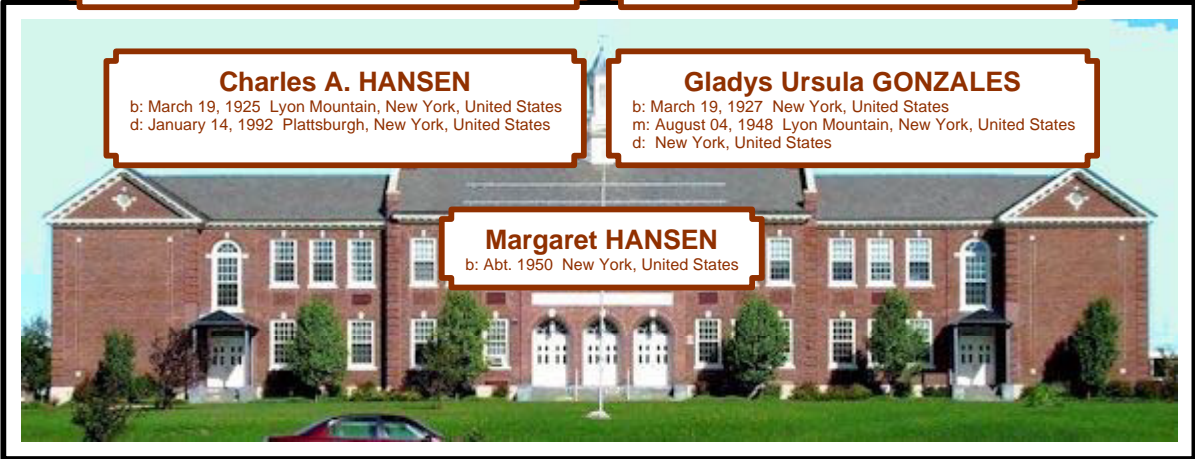 Charles A. HANSEN
b: March 19, 1925 Lyon Mountain, New York, United States
d: January 14, 1992 Plattsburgh, New York, United States
Gladys Ursula GONZALES
b: March 19, 1927 New York, United States
m: August 04, 1948 Lyon Mountain, New York, United States
d: New York, United States
Margaret HANSEN
b: Abt. 1950 New York, United States